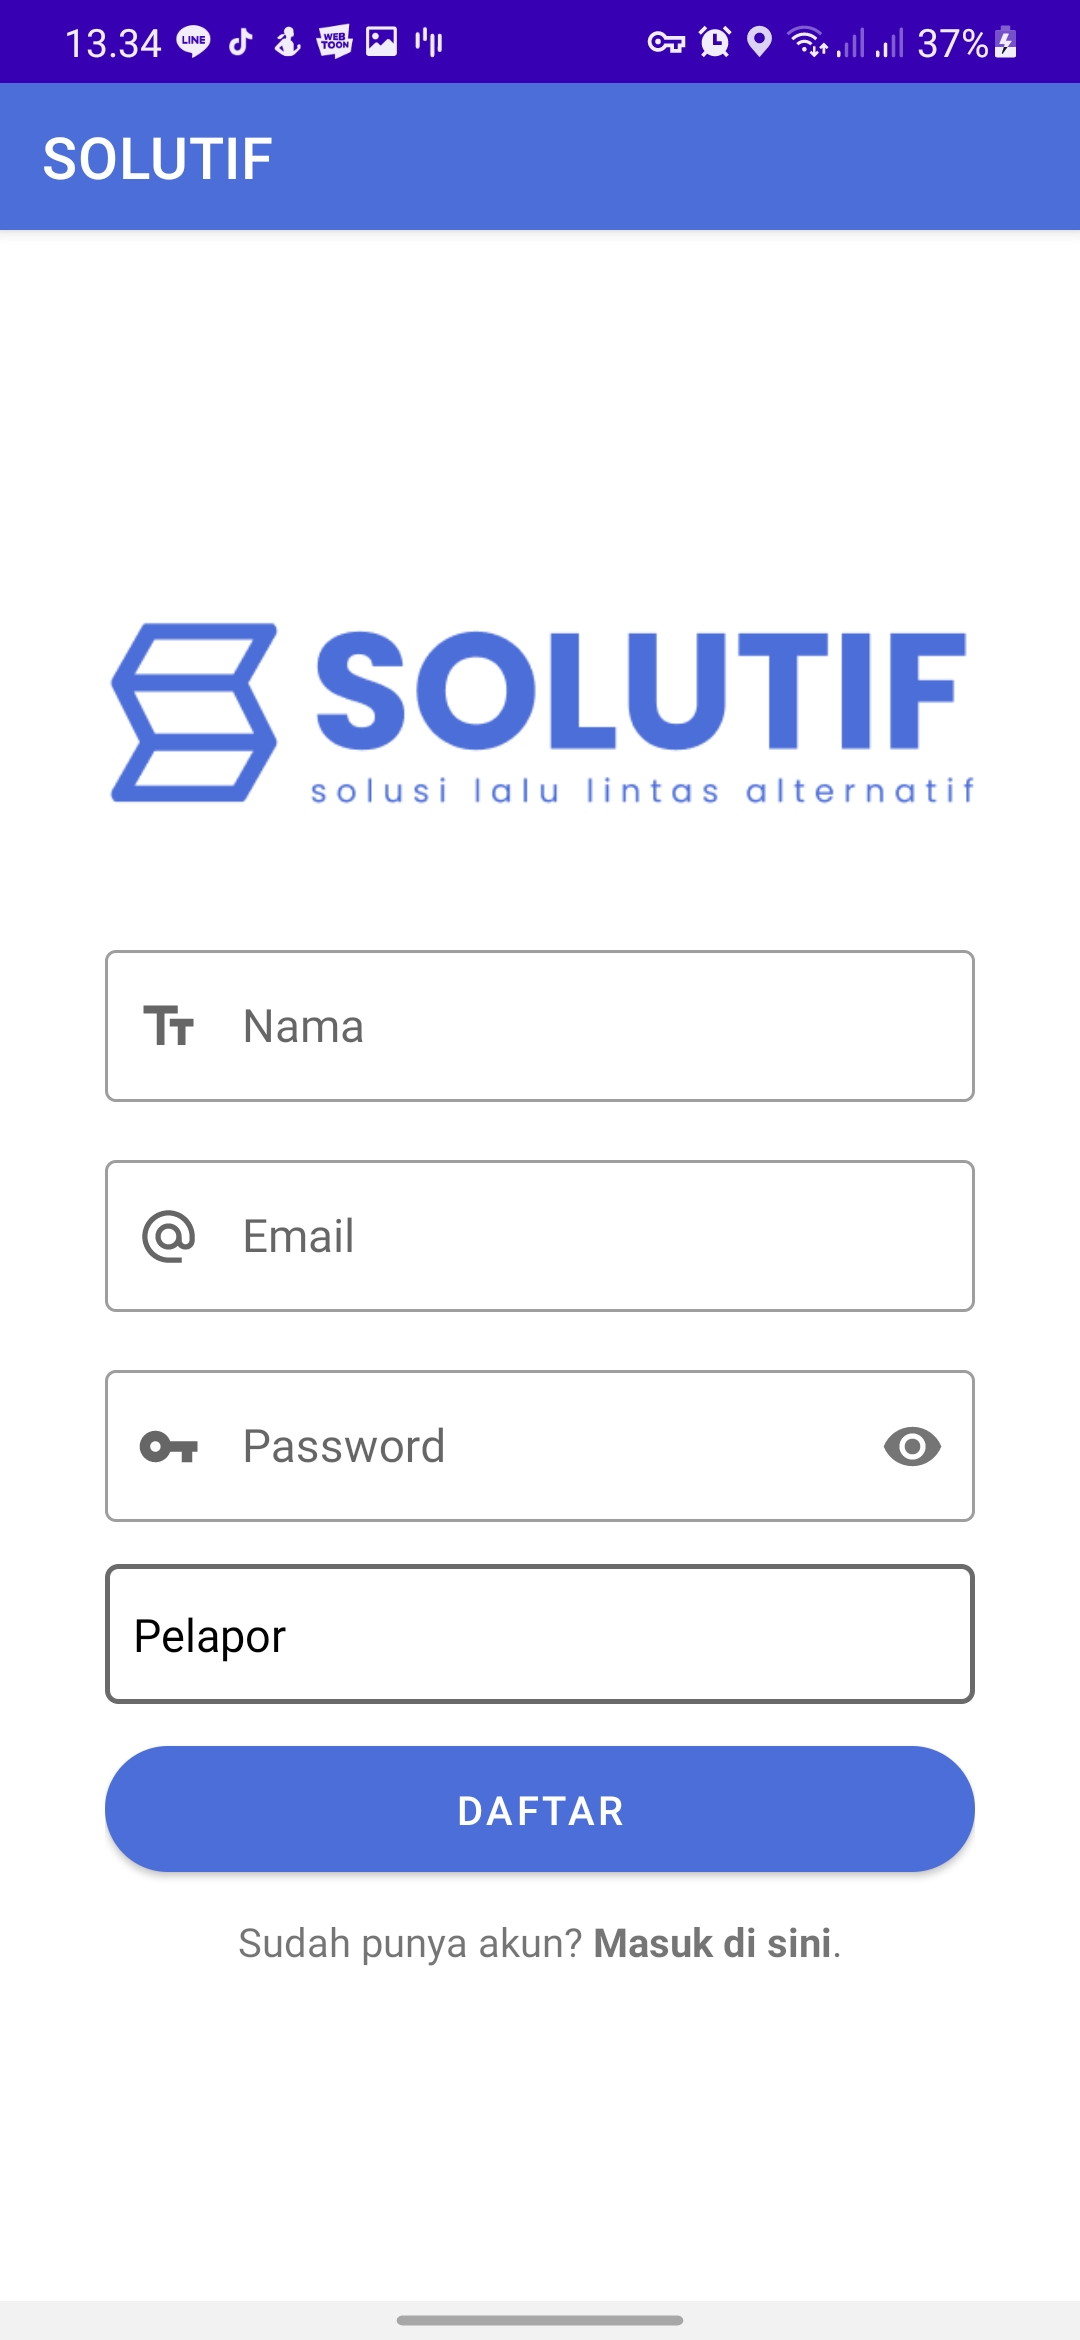 13.34 LINE WEB TOON 37%
SOLUTIF
SOLUTIF
solusi lalu lintas alternatif
Nama
Email
Password
Pelapor
DAFTAR
Sudah punya akun? Masuk di sini.